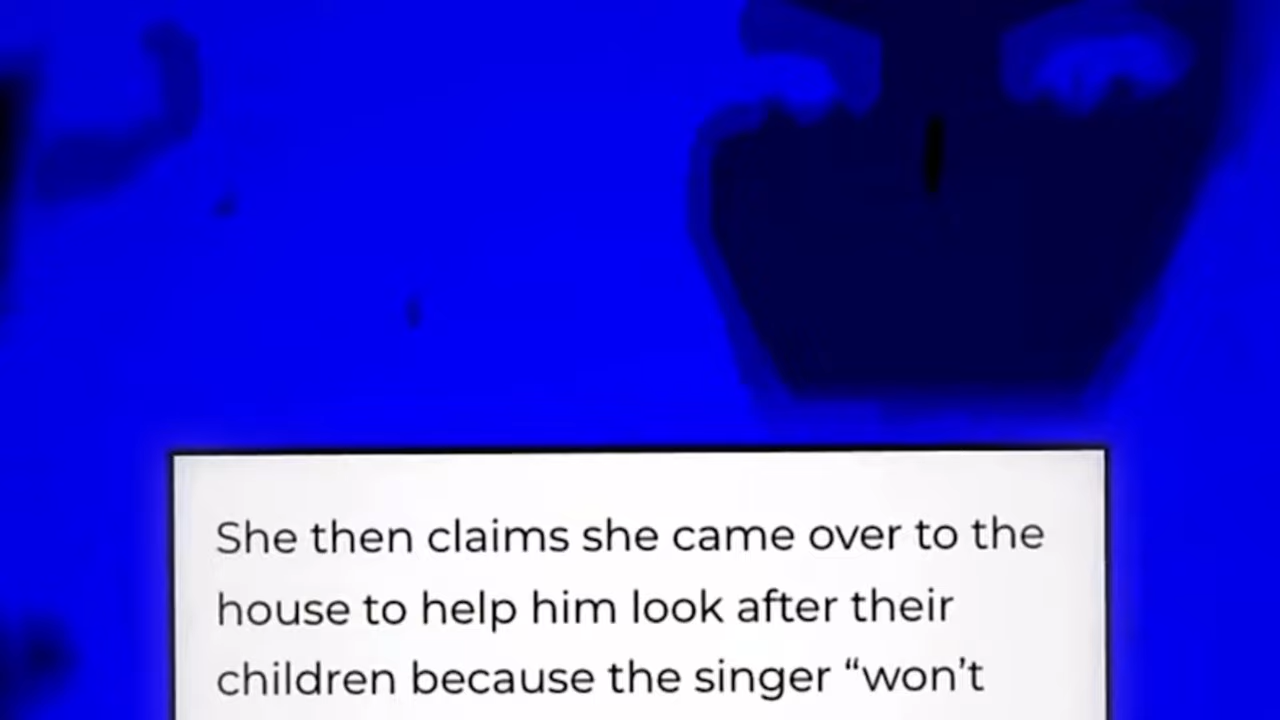 She then claims she came over to the
house to help him look after their
children because the singer “won’t